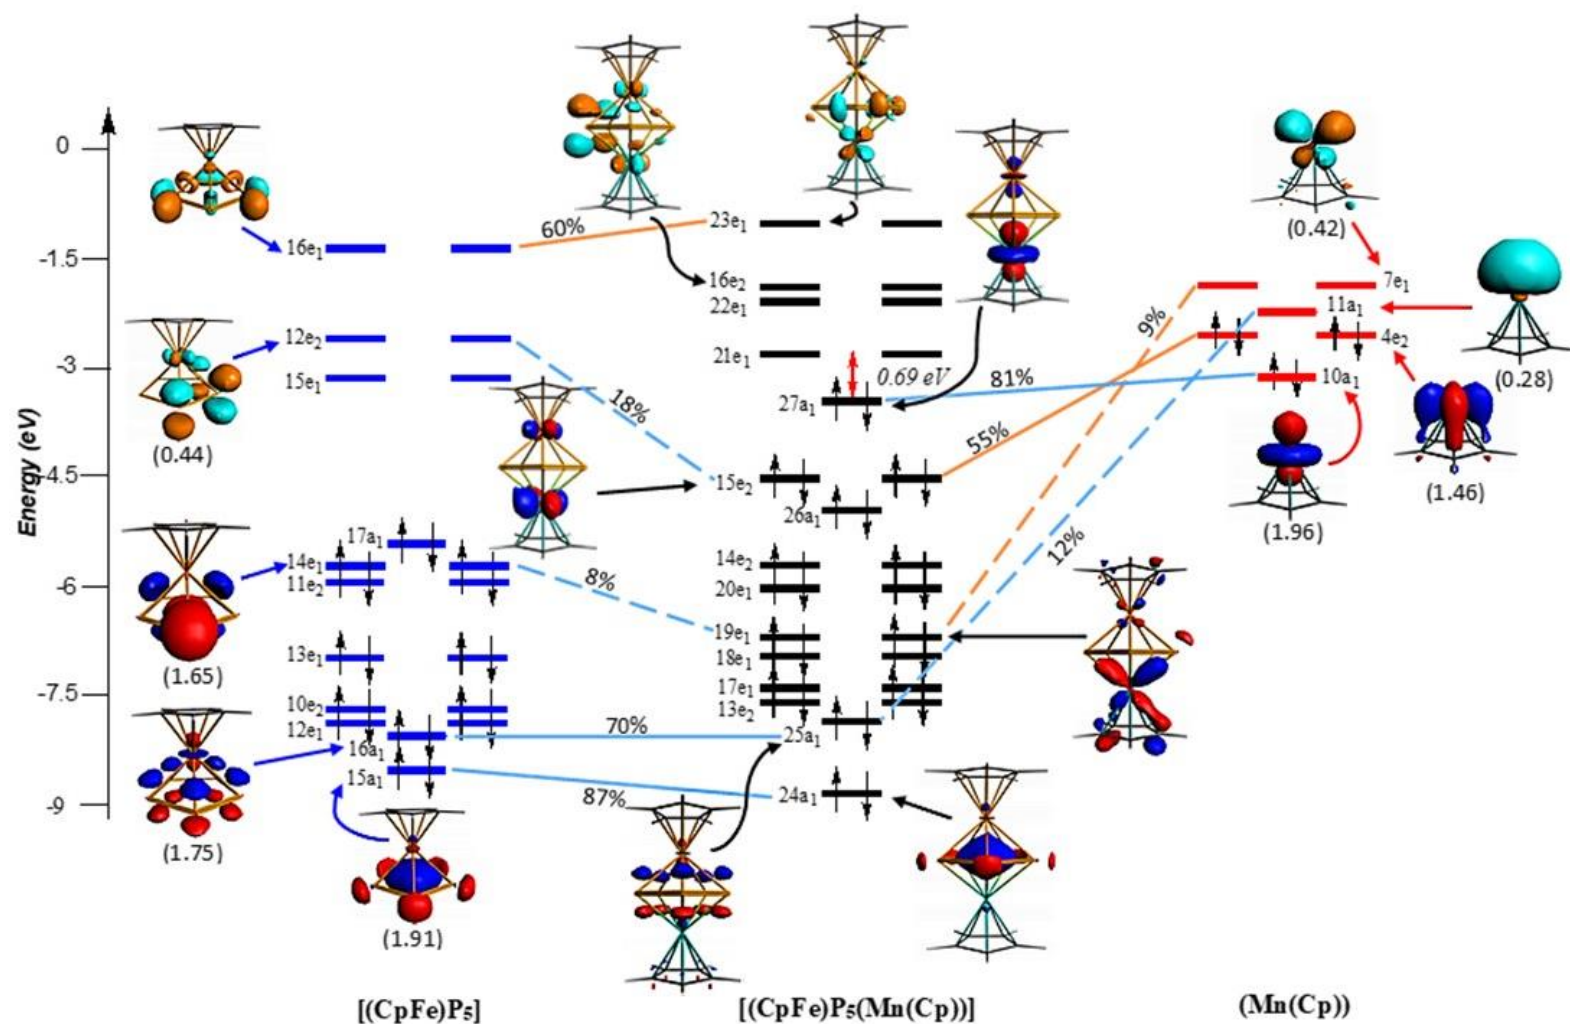 Energy (eV)
0
-1.5
-3
-4.5
-6
-7.5
-9
16e₁
12e₂
15e₁
(0.44)
17a₁
14e₁
11e₂
(1.65)
13e₁
10e₂
12e₁
16a₁
15a₁
(1.75)
(1.91)
60%
18%
8%
70%
87%
23e₁
16e₂
22e₁
21e₁
0.69 eV
27a₁
15e₂
26a₁
14e₂
20e₁
19e₁
18e₁
17e₁
13e₂
25a₁
24a₁
81%
55%
9%
12%
(0.42)
7e₁
11a₁
4e₂
10a₁
(0.28)
(1.46)
(1.96)
[(CpFe)P₅]
[(CpFe)P₅(Mn(Cp))]
(Mn(Cp))